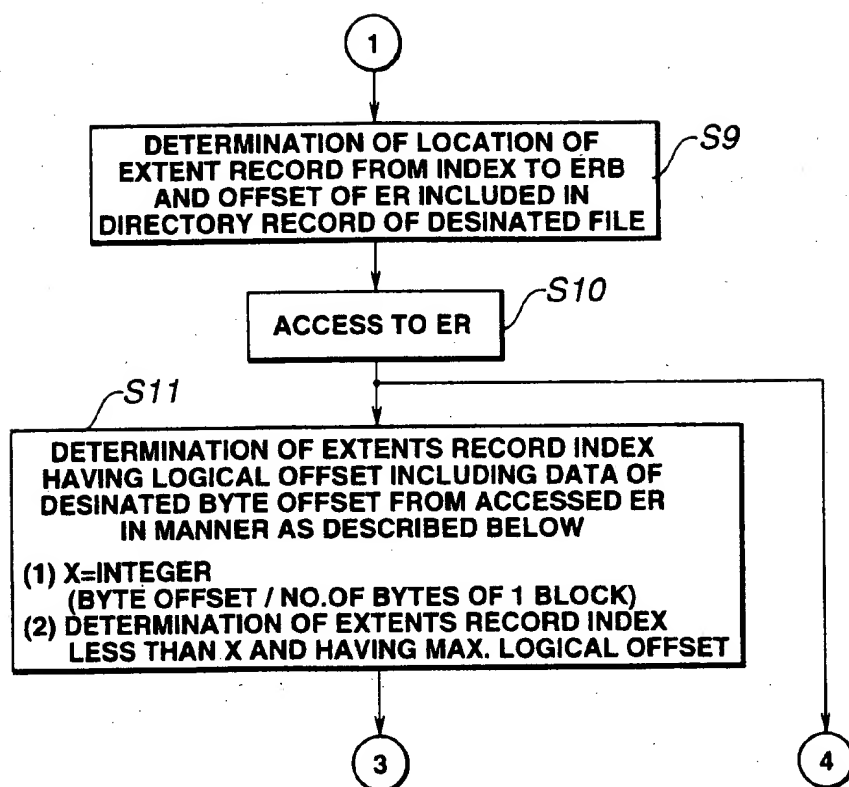 1
DETERMINATION OF LOCATION OF
EXTENT RECORD FROM INDEX TO ERB
AND OFFSET OF ER INCLUDED IN
DIRECTORY RECORD OF DESINATED FILE
S9
ACCESS TO ER
S10
S11
DETERMINATION OF EXTENTS RECORD INDEX
HAVING LOGICAL OFFSET INCLUDING DATA OF
DESINATED BYTE OFFSET FROM ACCESSED ER
IN MANNER AS DESCRIBED BELOW
(1) X=INTEGER
(BYTE OFFSET / NO.OF BYTES OF 1 BLOCK)
(2) DETERMINATION OF EXTENTS RECORD INDEX
LESS THAN X AND HAVING MAX. LOGICAL OFFSET
3
4